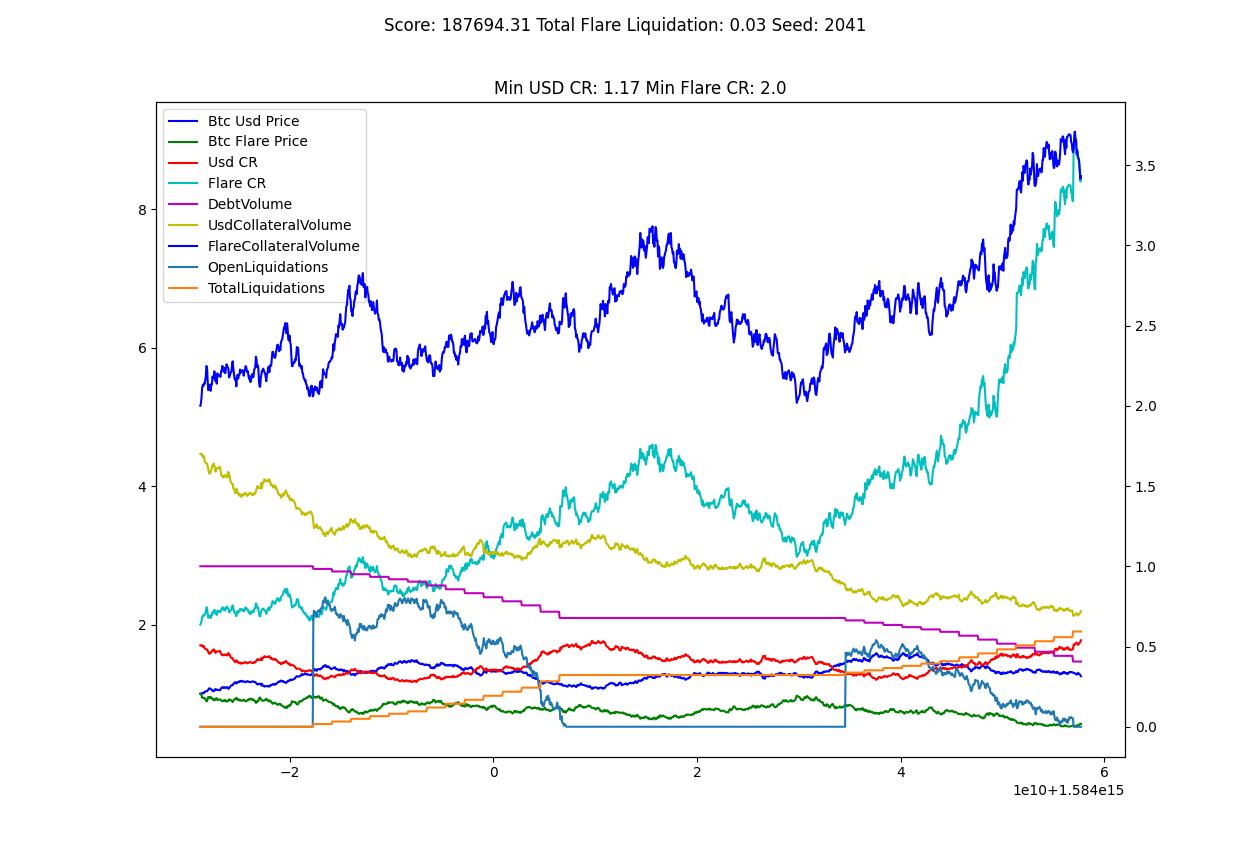 Score: 187694.31 Total Flare Liquidation: 0.03 Seed: 2041
Min USD CR: 1.17 Min Flare CR: 2.0
Btc Usd Price
Btc Flare Price
Usd CR
Flare CR
DebtVolume
UsdCollateralVolume
FlareCollateralVolume
OpenLiquidations
TotalLiquidations
8
6
4
2
3.5
3.0
2.5
2.0
1.5
1.0
0.5
0.0
−2 0 2 4 6
1e10+1.584e15